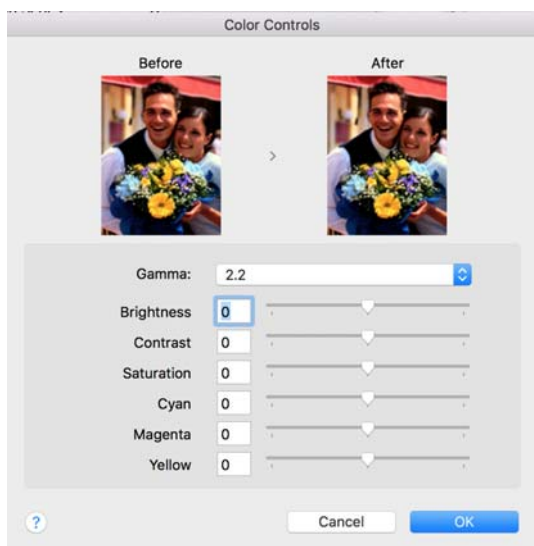 Color Controls
Before After
>
Gamma: 2.2
Brightness 0
Contrast 0
Saturation 0
Cyan 0
Magenta 0
Yellow 0
? Cancel OK